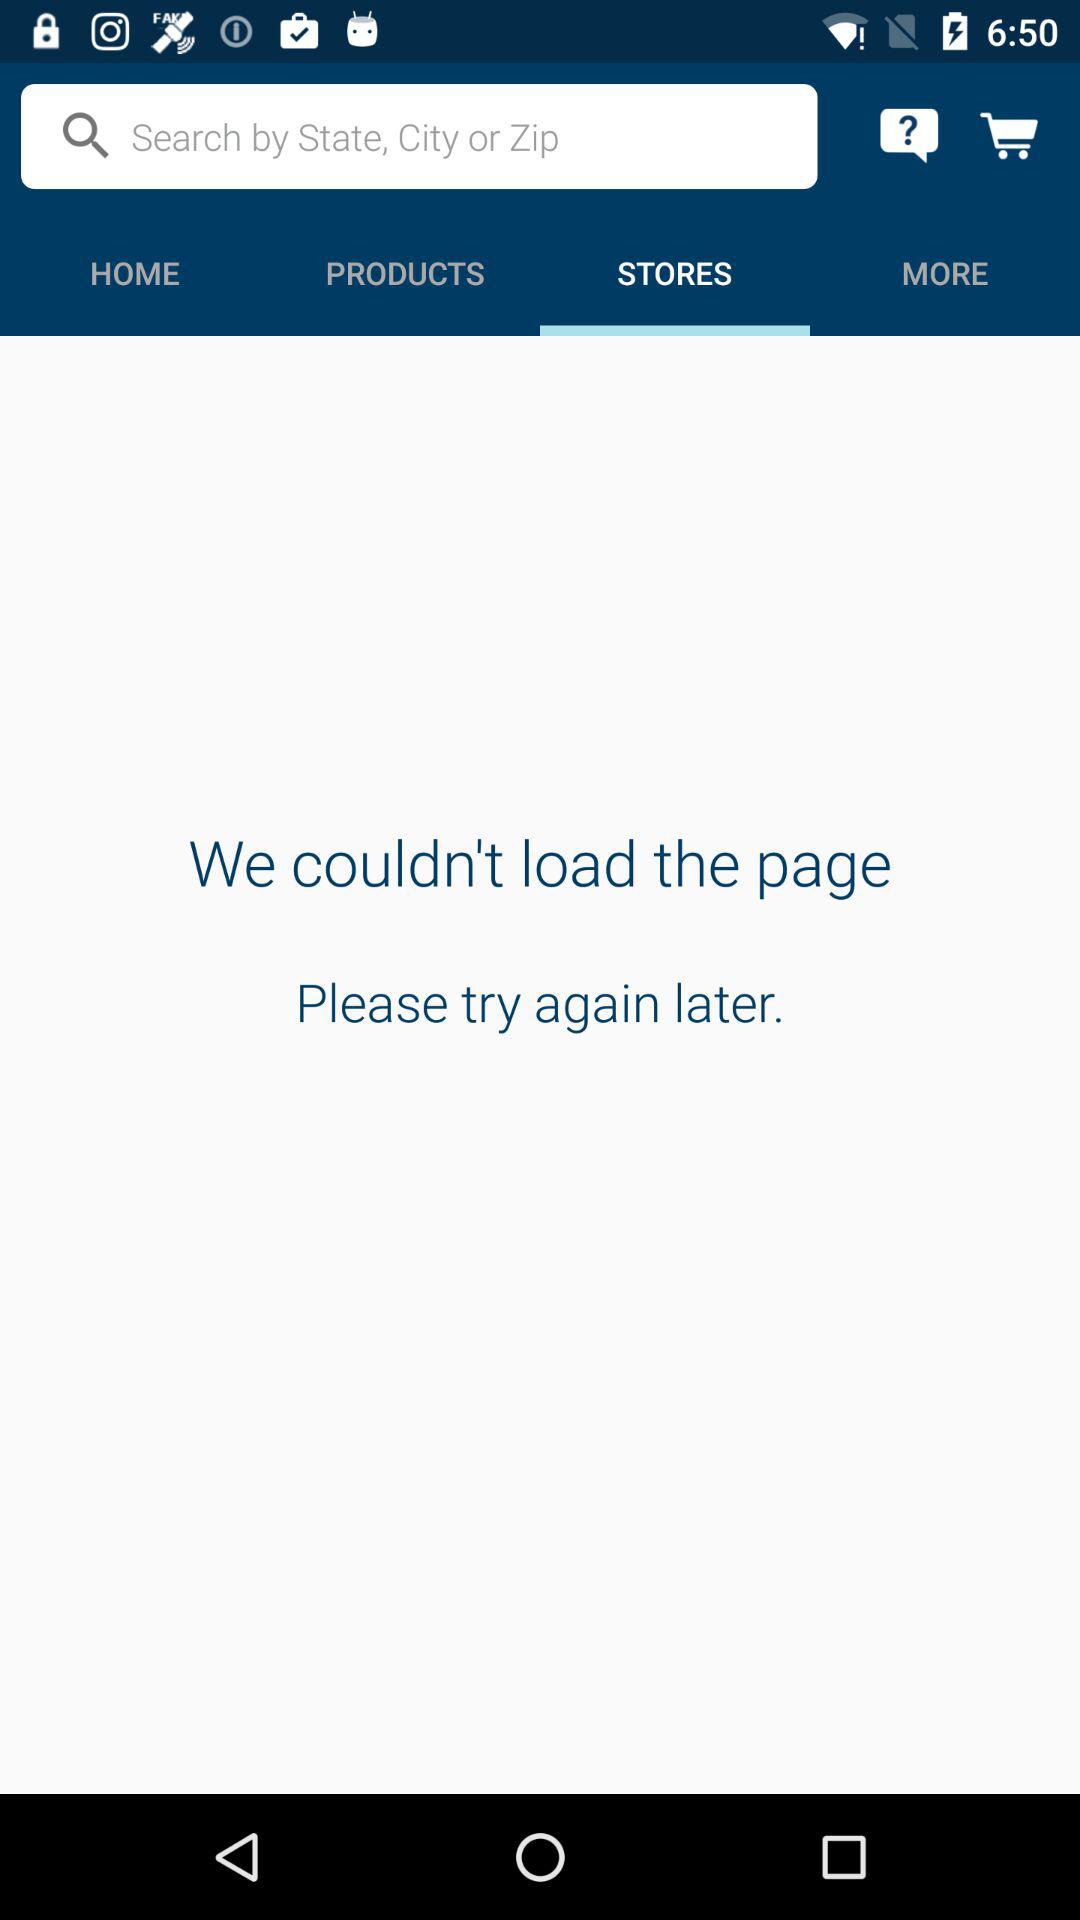 FAKE
6:50
Search by State, City or Zip
HOME PRODUCTS STORES MORE
We couldn't load the page
Please try again later.